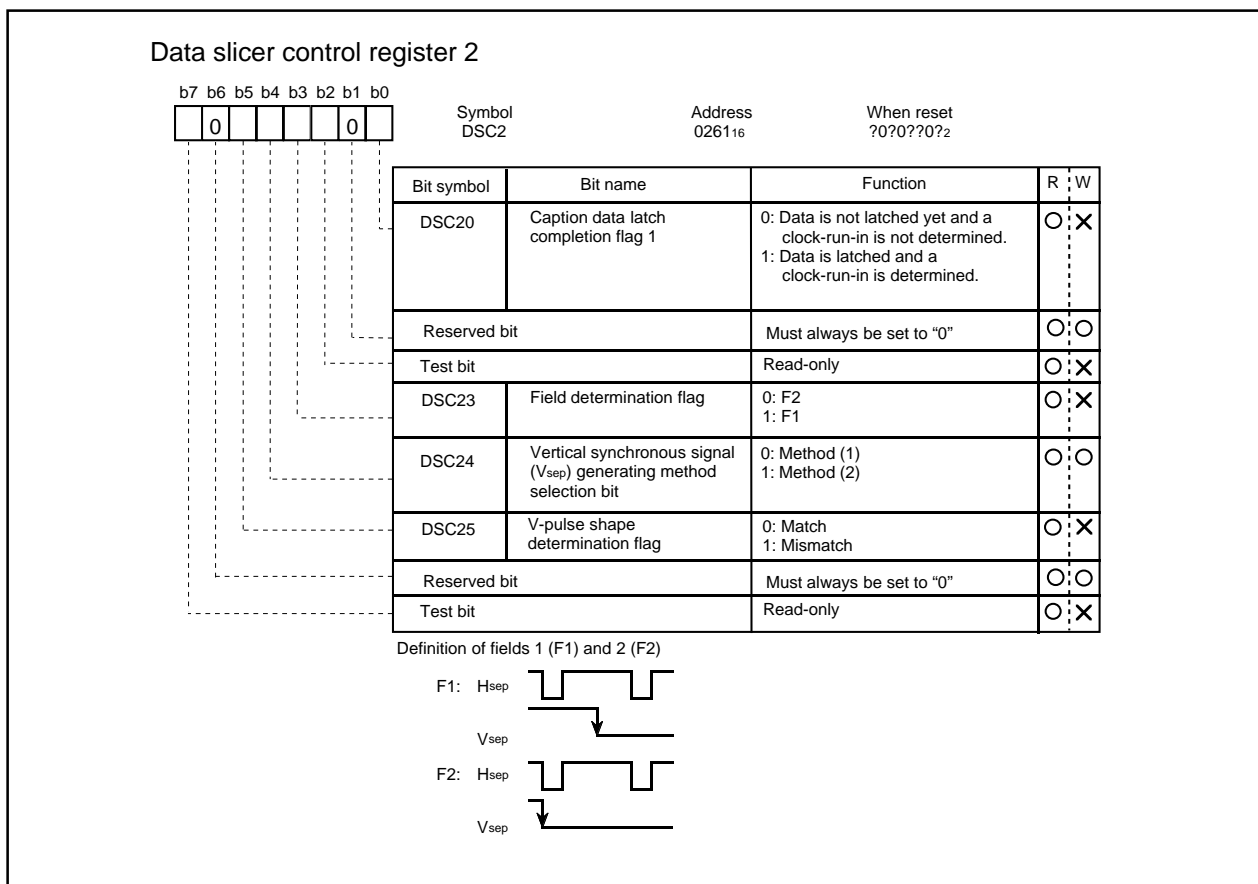 Data slicer control register 2
b7 b6 b5 b4 b3 b2 b1 b0
0 0
Symbol Address When reset
DSC2 026116 ?0?0??0?2
Bit symbol Bit name Function R W
DSC20 Caption data latch completion flag 1 0: Data is not latched yet and a
clock-run-in is not determined.
1: Data is latched and a
clock-run-in is determined.
Reserved bit Must always be set to “0”
Test bit Read-only
DSC23 Field determination flag 0: F2
1: F1
DSC24 Vertical synchronous signal 0: Method (1)
(Vsep) generating method 1: Method (2)
selection bit
DSC25 V-pulse shape 0: Match
determination flag 1: Mismatch
Reserved bit Must always be set to “0”
Test bit Read-only
Definition of fields 1 (F1) and 2 (F2)
F1: Hsep
Vsep
F2: Hsep
Vsep